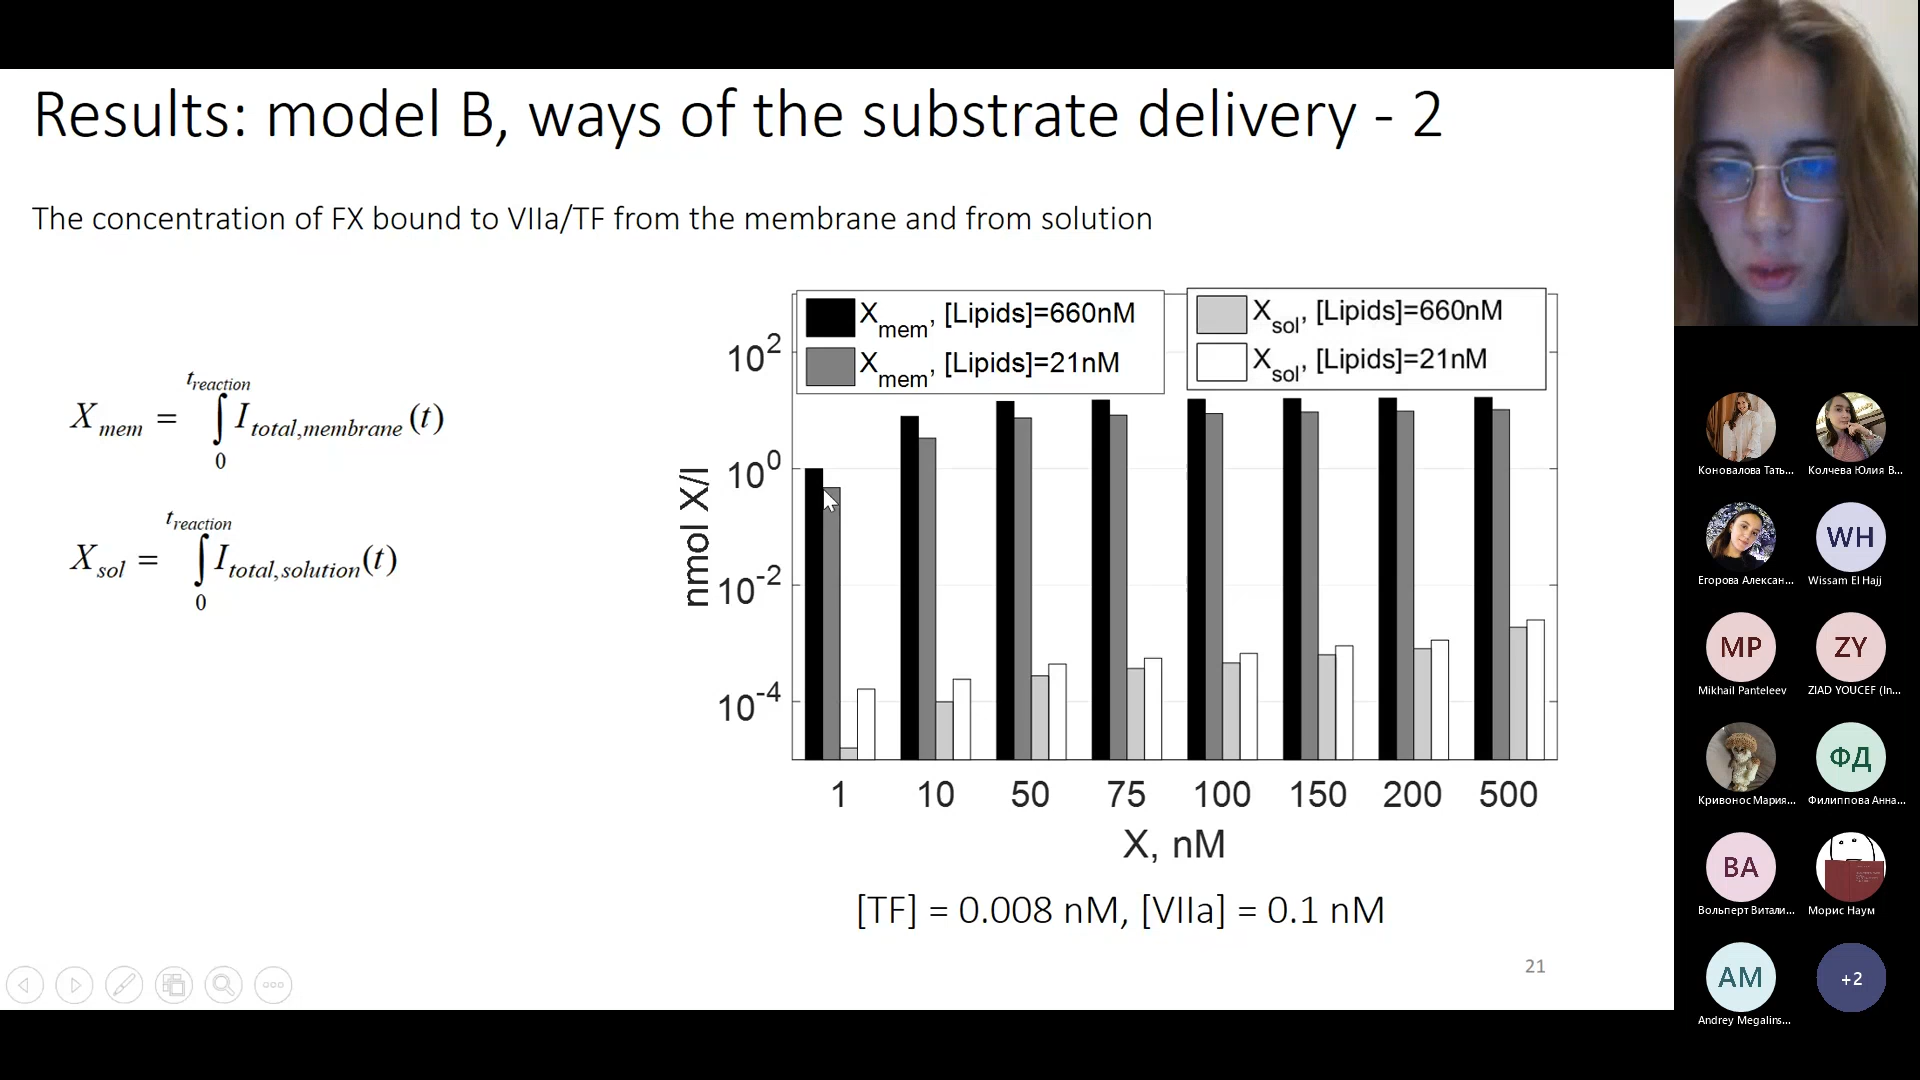 Results: model B, ways of the substrate delivery - 2
The concentration of FX bound to VIIa/TF from the membrane and from solution
X_mem = ∫_0^{t_reaction} I_total,membrane (t)
X_sol = ∫_0^{t_reaction} I_total,solution (t)
X_mem, [Lipids]=660nM
X_mem, [Lipids]=21nM
X_sol, [Lipids]=660nM
X_sol, [Lipids]=21nM
nmol X/l
10^2
10^0
10^-2
10^-4
1 10 50 75 100 150 200 500
X, nM
[TF] = 0.008 nM, [VIIa] = 0.1 nM
21
Коновалова Тать...
Колчева Юлия В...
Егорова Алексан...
WH
Wissam El Hajj
MP
Mikhail Panteleev
ZY
ZIAD YOUCEF (In...
Кривонос Мария...
ФД
Филиппова Анна...
BA
Вольперт Витали...
Морис Наум
AM
Andrey Megalins...
+2